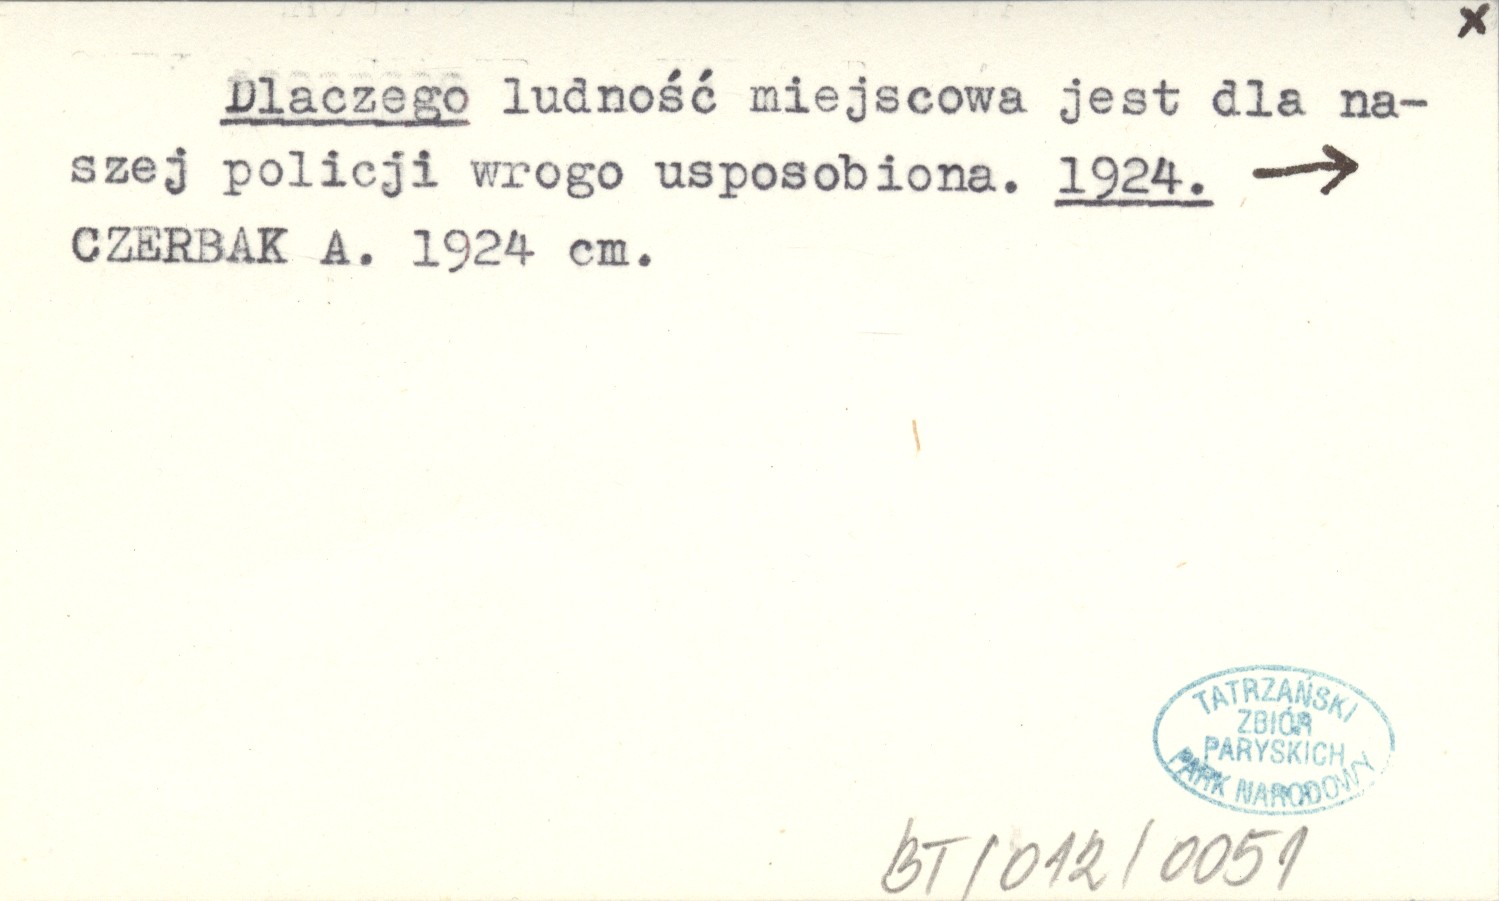 x
Dlaczego ludność miejscowa jest dla na-
szej policji wrogo usposobiona. 1924. →
CZERBAK A. 1924 cm.
TATRZAŃSKI
ZBIÓR
PARYSKICH
PARK NARODOWY
BT/012/0051